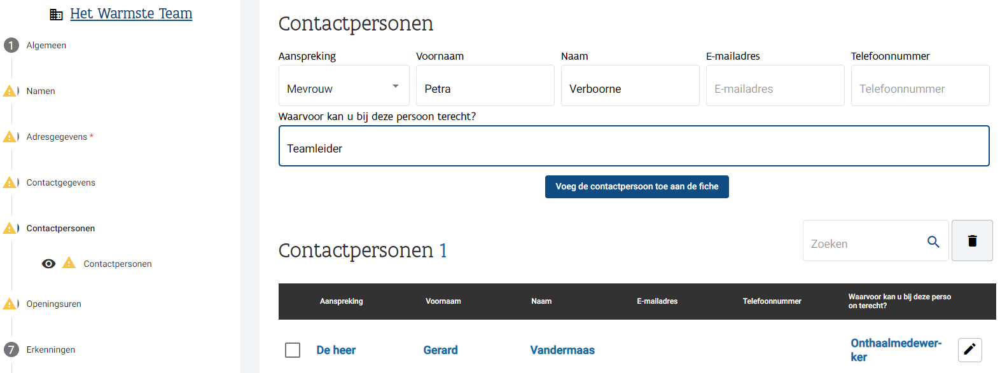 Het Warmste Team
1 Algemeen
Namen
Adresgegevens *
Contactgegevens
Contactpersonen
Contactpersonen
Openingsuren
7 Erkenningen
Contactpersonen
Aanspreking Voornaam Naam E-mailadres Telefoonnummer
Mevrouw Petra Verboorne E-mailadres Telefoonnummer
Waarvoor kan u bij deze persoon terecht?
Teamleider
Voeg de contactpersoon toe aan de fiche
Contactpersonen 1
Zoeken
Aanspreking Voornaam Naam E-mailadres Telefoonnummer Waarvoor kan u bij deze perso
on terecht?
De heer Gerard Vandermaas Onthaalmedewer-
ker